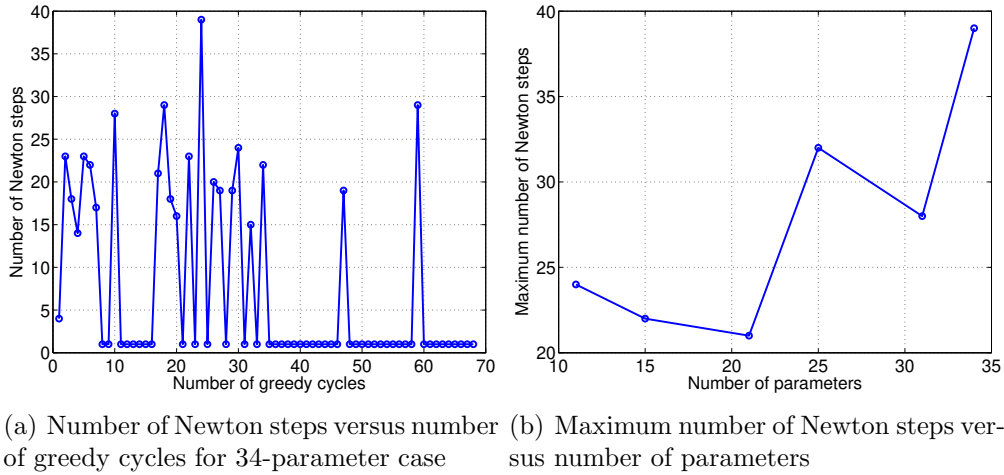 40
35
30
25
20
15
10
5
0
0 10 20 30 40 50 60 70
Number of greedy cycles
Number of Newton steps
40
35
30
25
20
10 15 20 25 30 35
Number of parameters
Maximum number of Newton steps
(a) Number of Newton steps versus number
of greedy cycles for 34-parameter case
(b) Maximum number of Newton steps ver-
sus number of parameters